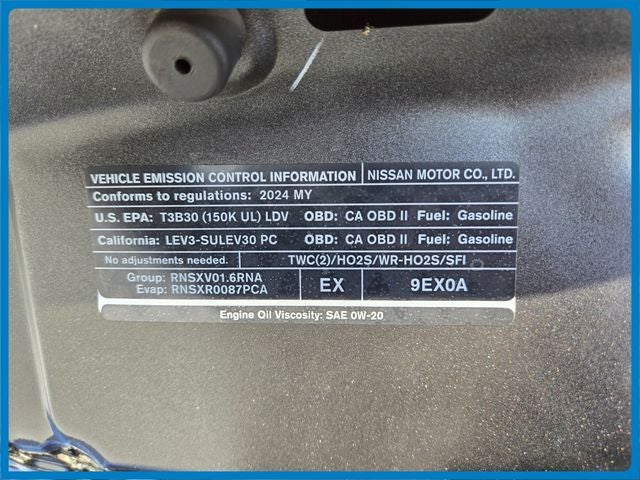 VEHICLE EMISSION CONTROL INFORMATION NISSAN MOTOR CO., LTD.
Conforms to regulations: 2024 MY
U.S. EPA: T3B30 (150K UL) LDV OBD: CA OBD II Fuel: Gasoline
California: LEV3-SULEV30 PC OBD: CA OBD II Fuel: Gasoline
No adjustments needed. TWC(2)/HO2S/WR-HO2S/SFI
Group: RNSXV01.6RNA
Evap: RNSXR0087PCA
EX 9EX0A
Engine Oil Viscosity: SAE 0W-20